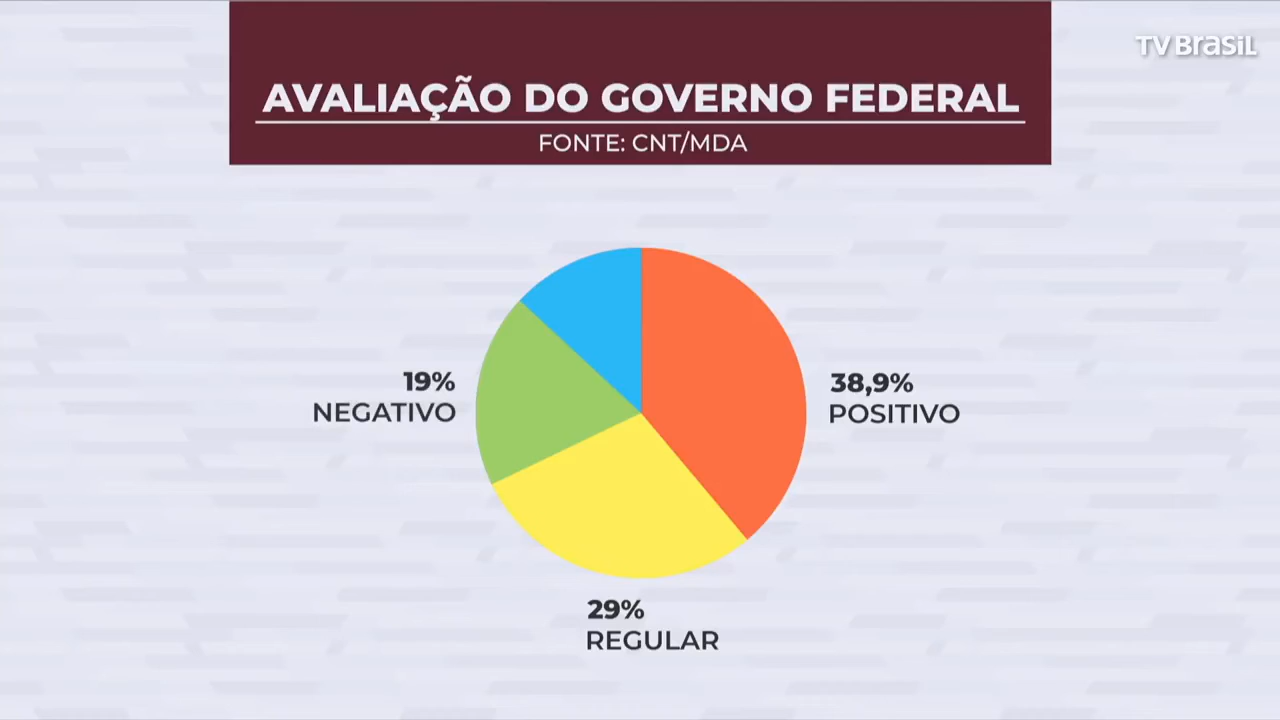 TV BRASIL
AVALIAÇÃO DO GOVERNO FEDERAL
FONTE: CNT/MDA
19%
NEGATIVO
38,9%
POSITIVO
29%
REGULAR